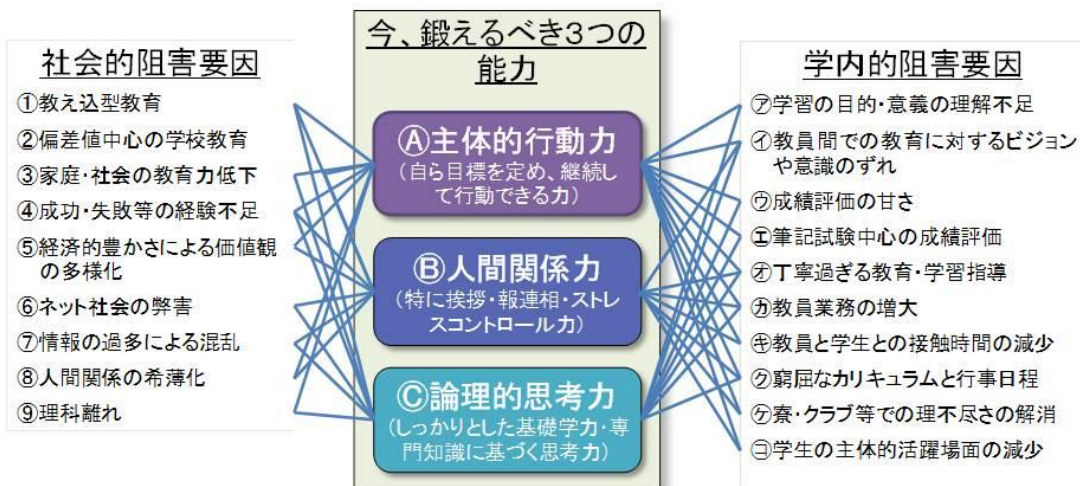 社会的阻害要因
①教え込型教育
②偏差値中心の学校教育
③家庭・社会の教育力低下
④成功・失敗等の経験不足
⑤経済的豊かさによる価値観
の多様化
⑥ネット社会の弊害
⑦情報の過多による混乱
⑧人間関係の希薄化
⑨理科離れ
今、鍛えるべき3つの
能力
Ⓐ主体的行動力
(自ら目標を定め、継続し
て行動できる力)
Ⓑ人間関係力
(特に挨拶・報連相・ストレ
スコントロール力)
Ⓒ論理的思考力
(しっかりとした基礎学力・専
門知識に基づく思考力)
学内的阻害要因
㋐学習の目的・意義の理解不足
㋑教員間での教育に対するビジョン
や意識のずれ
㋒成績評価の甘さ
㋓筆記試験中心の成績評価
㋔丁寧過ぎる教育・学習指導
㋕教員業務の増大
㋖教員と学生との接触時間の減少
㋗窮屈なカリキュラムと行事日程
㋘寮・クラブ等での理不尽さの解消
㋙学生の主体的活躍場面の減少